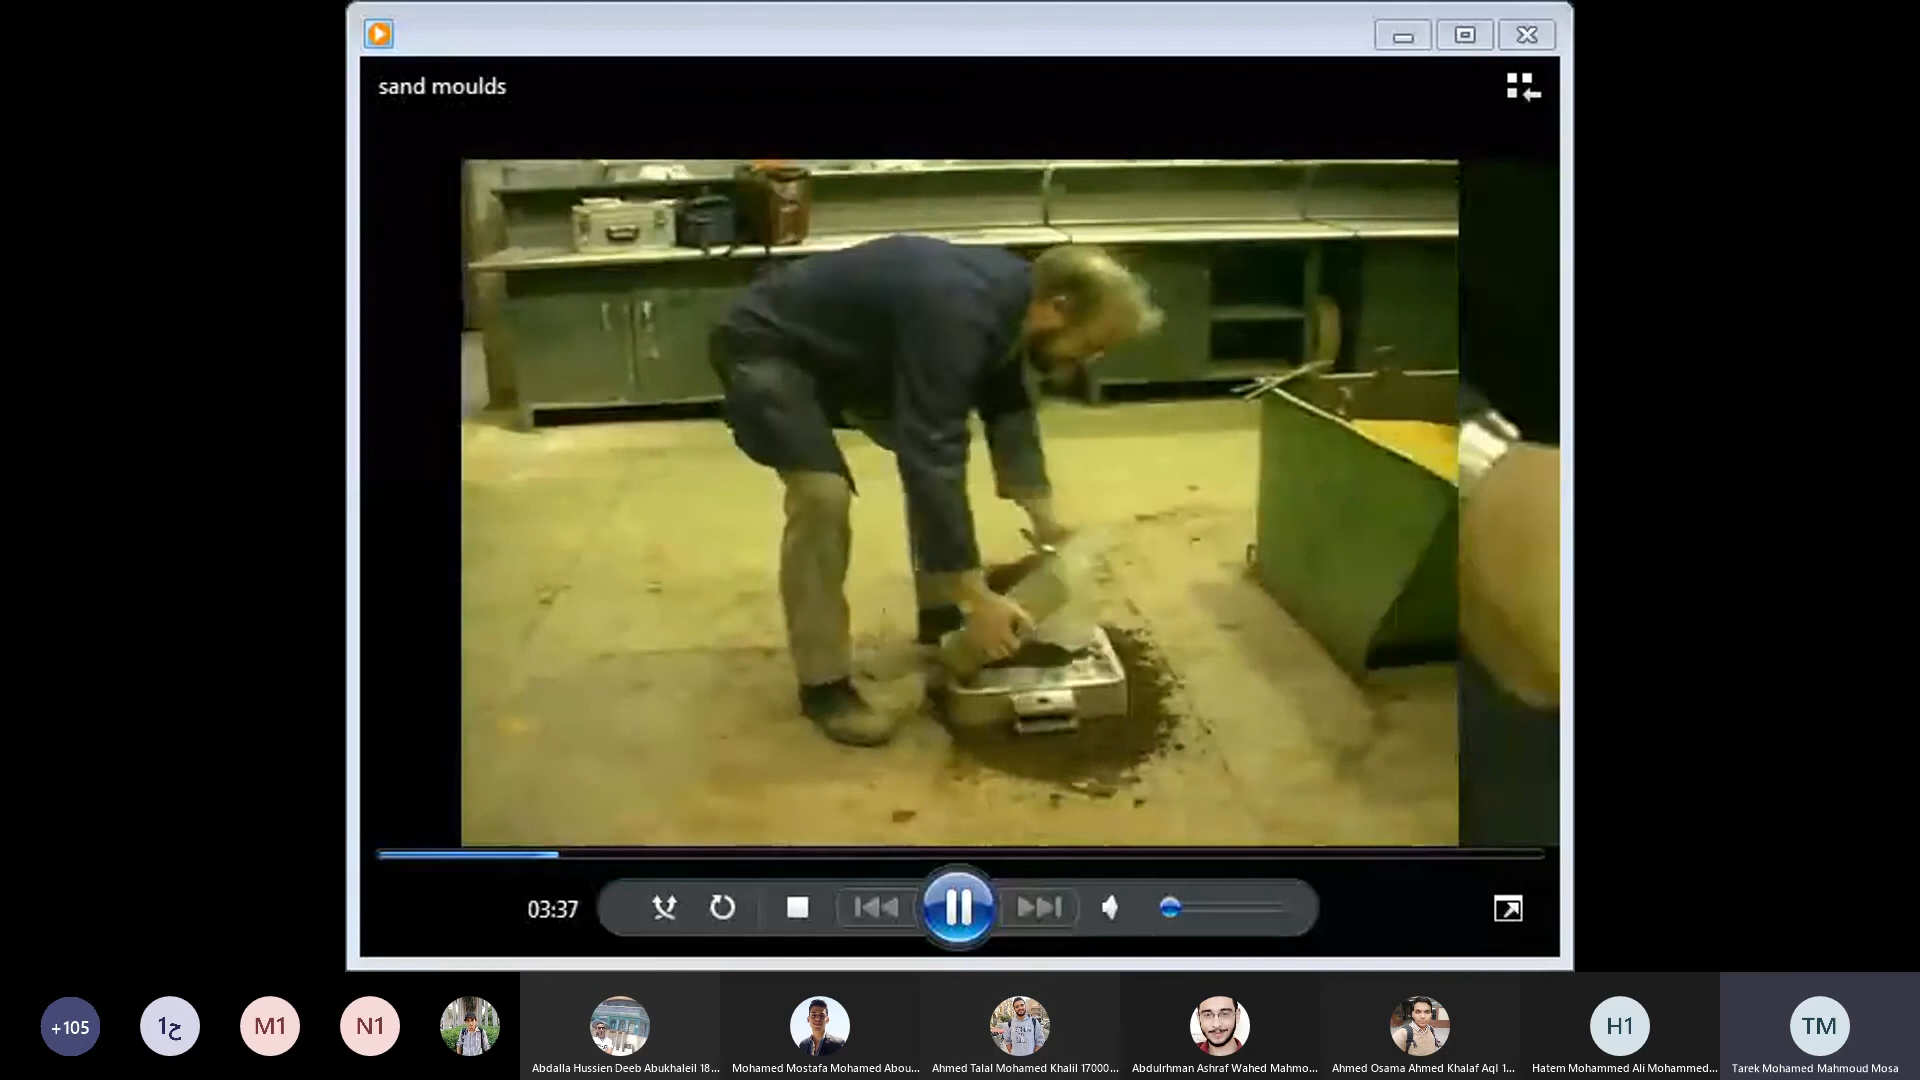 sand moulds
03:37
+105
ح1
M1
N1
H1
TM
Abdalla Hussien Deeb Abukhaleil 18...
Mohamed Mostafa Mohamed Abou...
Ahmed Talal Mohamed Khalil 17000...
Abdulrhman Ashraf Wahed Mahmo...
Ahmed Osama Ahmed Khalaf Aql 1...
Hatem Mohammed Ali Mohammed...
Tarek Mohamed Mahmoud Mosa